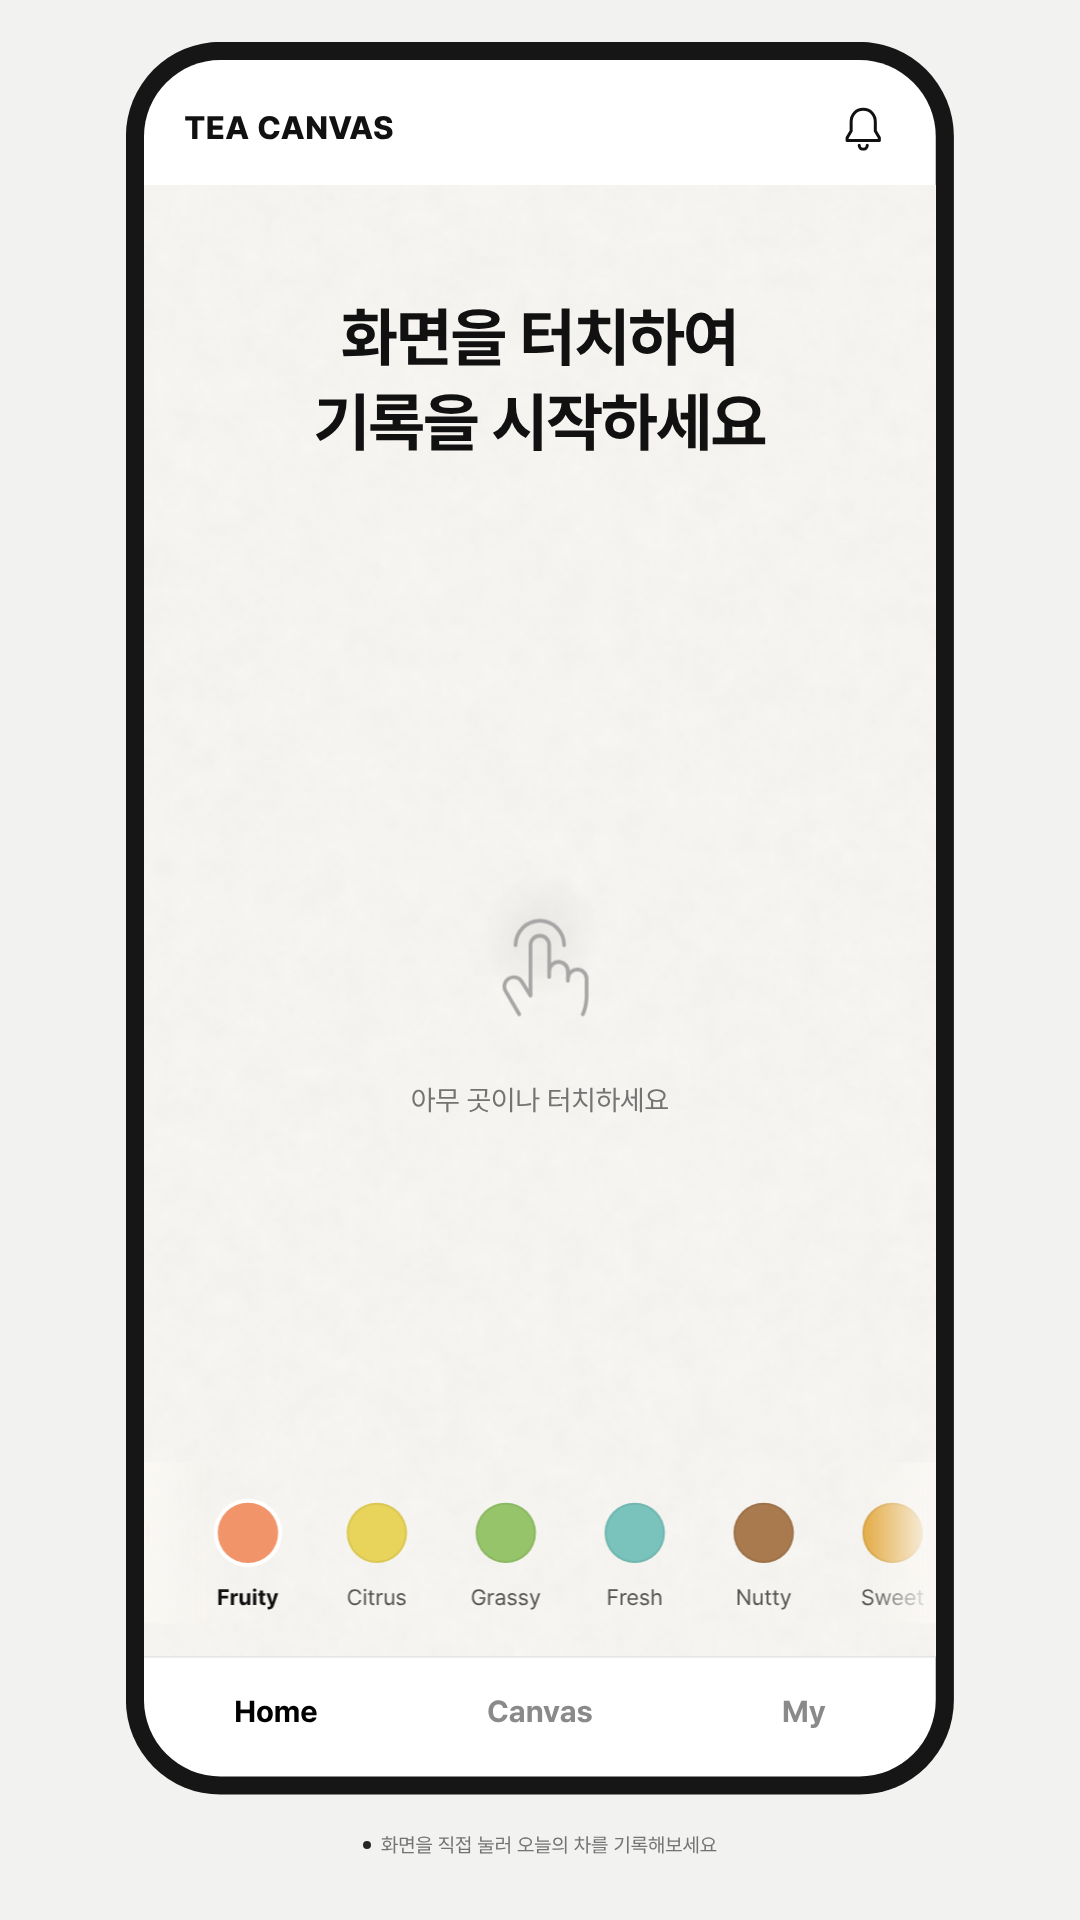 TEA CANVAS
화면을 터치하여
기록을 시작하세요
아무 곳이나 터치하세요
Fruity Citrus Grassy Fresh Nutty Sweet
Home Canvas My
화면을 직접 눌러 오늘의 차를 기록해보세요